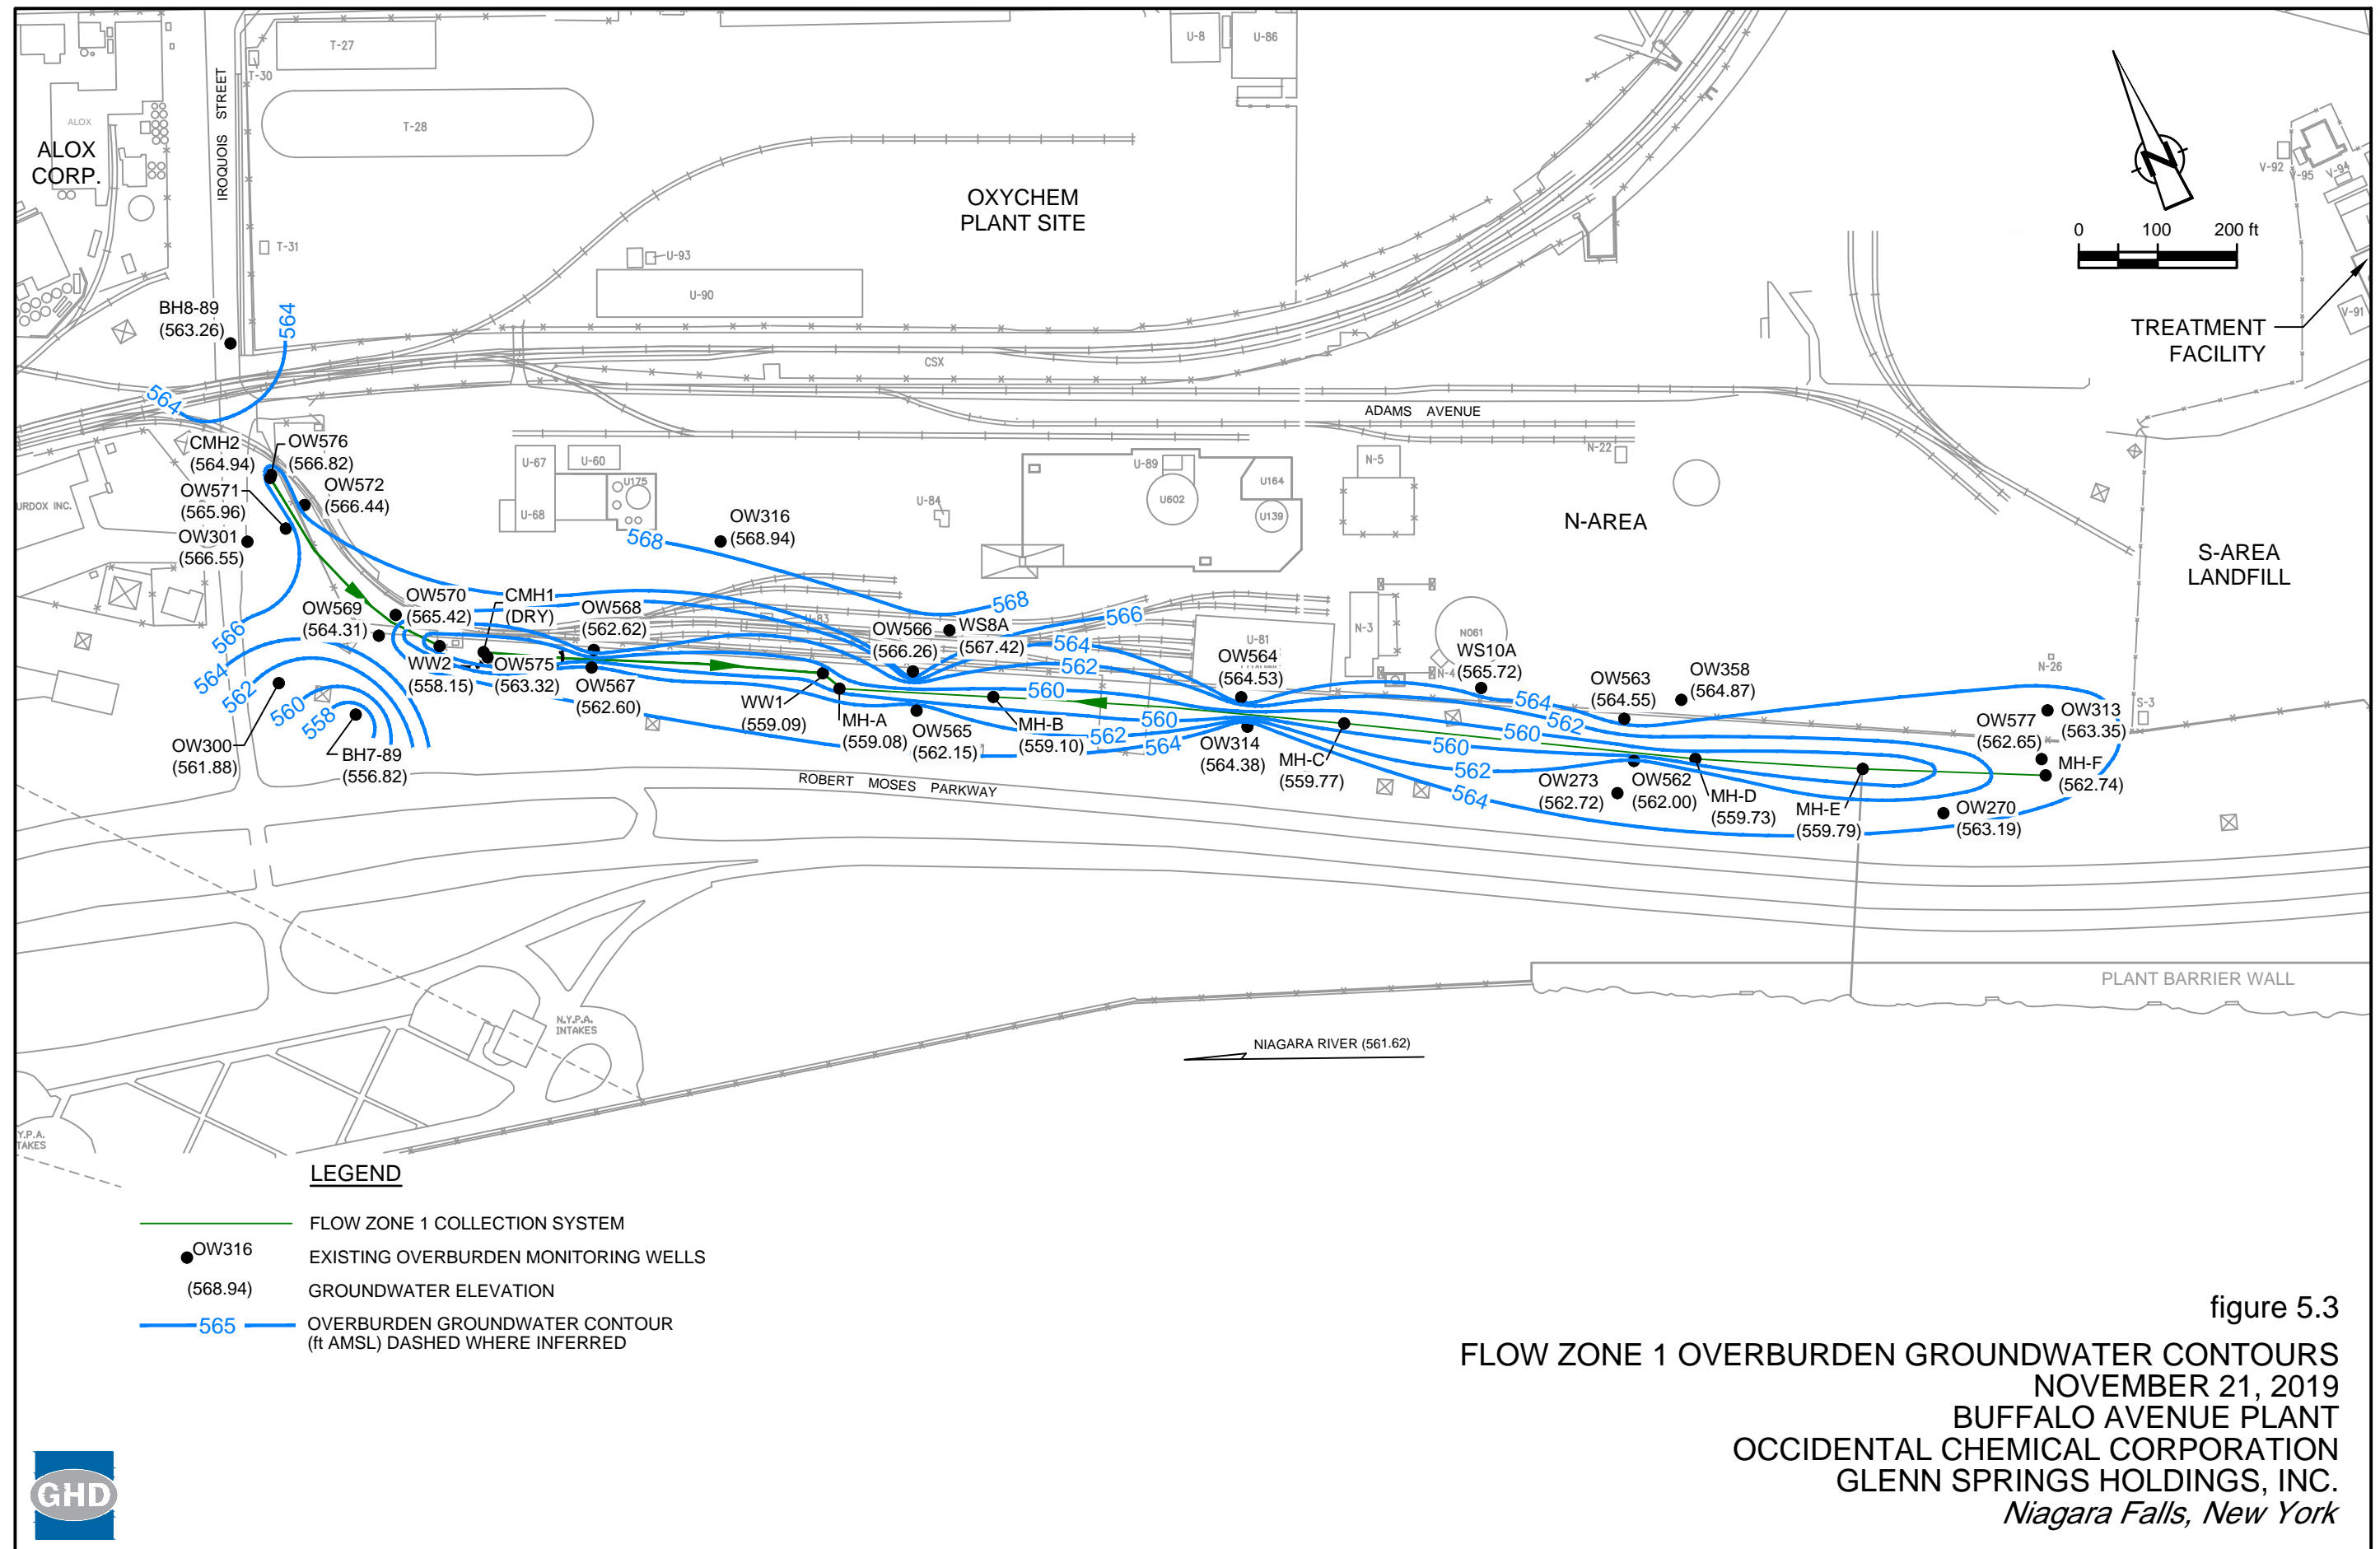 T-27
U-8
U-86
T-30
IROQUOIS STREET
ALOX
T-28
ALOX
CORP.
OXYCHEM
PLANT SITE
N
V-92
V-95
V-94
0 100 200 ft
T-31
U-93
U-90
V-91
TREATMENT
FACILITY
BH8-89
(563.26)
564
564
CSX
ADAMS AVENUE
CMH2
(564.94)
OW576
(566.82)
OW571
(565.96)
OW572
(566.44)
OW301
(566.55)
URDOX INC.
U-67
U-60
U175
U-68
U-84
U-89
U602
U164
U139
N-5
N-22
OW316
(568.94)
568
N-AREA
S-AREA
LANDFILL
OW570
(565.42)
CMH1
(DRY)
OW568
(562.62)
OW569
(564.31)
U-83
568
566
OW566
(566.26)
WS8A
(567.42)
564
562
U-81
N-3
N061
N-4
N-26
S-3
566
564
562
560
558
WW2
(558.15)
OW575
(563.32)
OW567
(562.60)
OW564
(564.53)
WS10A
(565.72)
OW563
(564.55)
OW358
(564.87)
560
564
562
560
OW577
(562.65)
OW313
(563.35)
WW1
(559.09)
MH-A
(559.08)
OW565
(562.15)
MH-B
(559.10)
560
562
564
OW314
(564.38)
MH-C
(559.77)
560
562
564
OW273
(562.72)
OW562
(562.00)
MH-D
(559.73)
MH-E
(559.79)
MH-F
(562.74)
OW270
(563.19)
OW300
(561.88)
BH7-89
(556.82)
ROBERT MOSES PARKWAY
PLANT BARRIER WALL
N.Y.P.A.
INTAKES
NIAGARA RIVER (561.62)
Y.P.A.
TAKES
LEGEND
FLOW ZONE 1 COLLECTION SYSTEM
OW316 EXISTING OVERBURDEN MONITORING WELLS
(568.94) GROUNDWATER ELEVATION
565 OVERBURDEN GROUNDWATER CONTOUR
(ft AMSL) DASHED WHERE INFERRED
figure 5.3
FLOW ZONE 1 OVERBURDEN GROUNDWATER CONTOURS
NOVEMBER 21, 2019
BUFFALO AVENUE PLANT
OCCIDENTAL CHEMICAL CORPORATION
GLENN SPRINGS HOLDINGS, INC.
Niagara Falls, New York
GHD